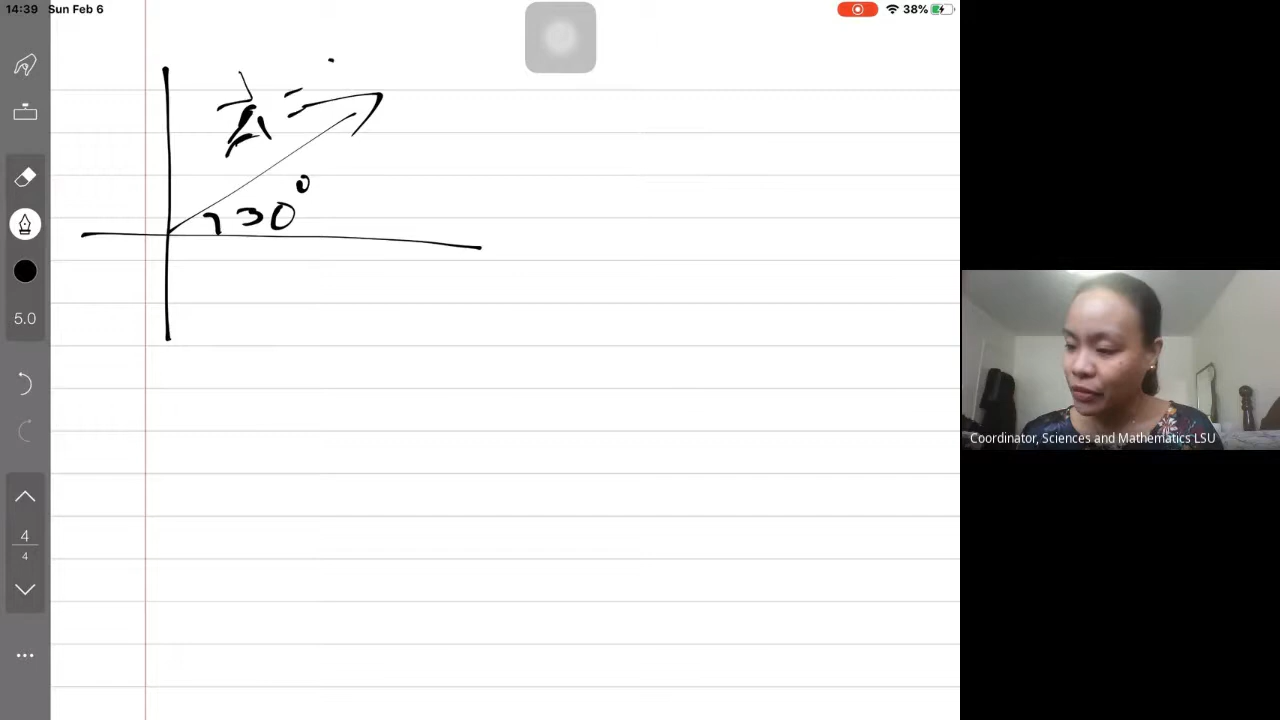 14:39 Sun Feb 6 38%
A =
30°
5.0
4
4
Coordinator, Sciences and Mathematics LSU